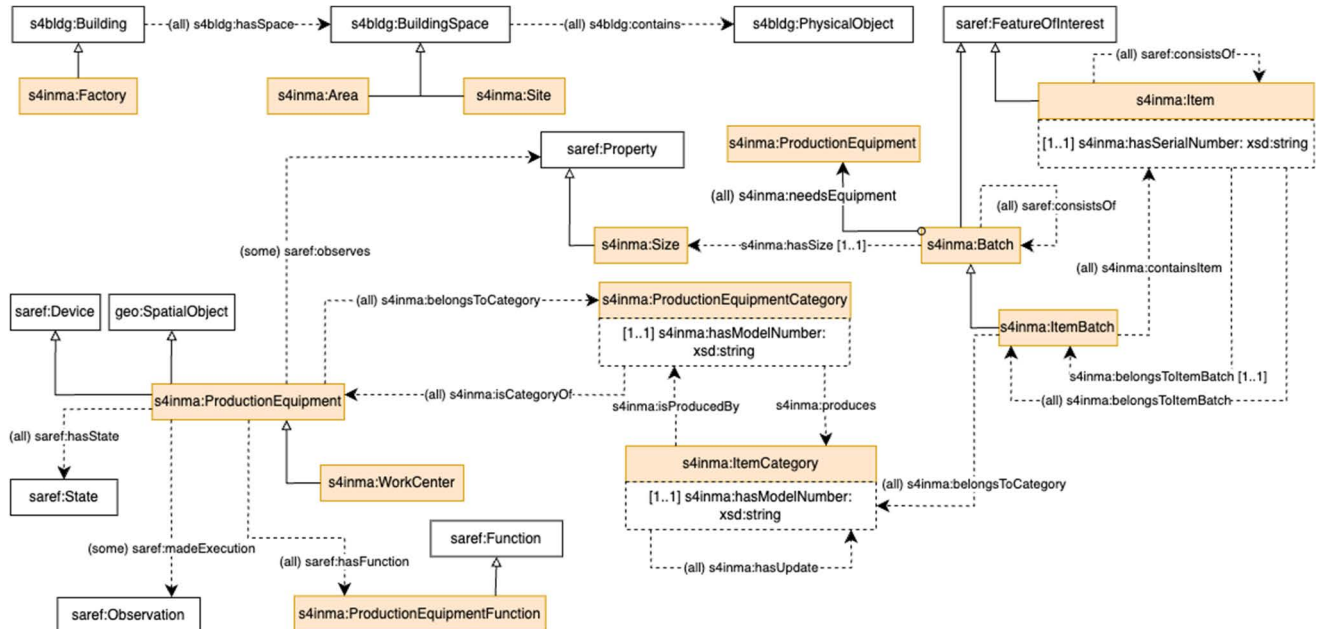 s4bldg:Building
(all) s4bldg:hasSpace
s4bldg:BuildingSpace
(all) s4bldg:contains
s4bldg:PhysicalObject
saref:FeatureOfInterest
(all) saref:consistsOf
s4inma:Factory
s4inma:Area
s4inma:Site
s4inma:Item
[1..1] s4inma:hasSerialNumber: xsd:string
saref:Property
s4inma:ProductionEquipment
(all) s4inma:needsEquipment
(all) saref:consistsOf
(some) saref:observes
s4inma:Size
s4inma:hasSize [1..1]
s4inma:Batch
(all) s4inma:containsItem
saref:Device
geo:SpatialObject
(all) s4inma:belongsToCategory
s4inma:ProductionEquipmentCategory
[1..1] s4inma:hasModelNumber:
xsd:string
s4inma:ItemBatch
s4inma:belongsToItemBatch [1..1]
(all) s4inma:belongsToItemBatch
s4inma:ProductionEquipment
(all) s4inma:isCategoryOf
s4inma:isProducedBy
s4inma:produces
(all) saref:hasState
s4inma:ItemCategory
[1..1] s4inma:hasModelNumber:
xsd:string
(all) s4inma:belongsToCategory
saref:State
s4inma:WorkCenter
(some) saref:madeExecution
(all) saref:hasFunction
saref:Function
(all) s4inma:hasUpdate
saref:Observation
s4inma:ProductionEquipmentFunction